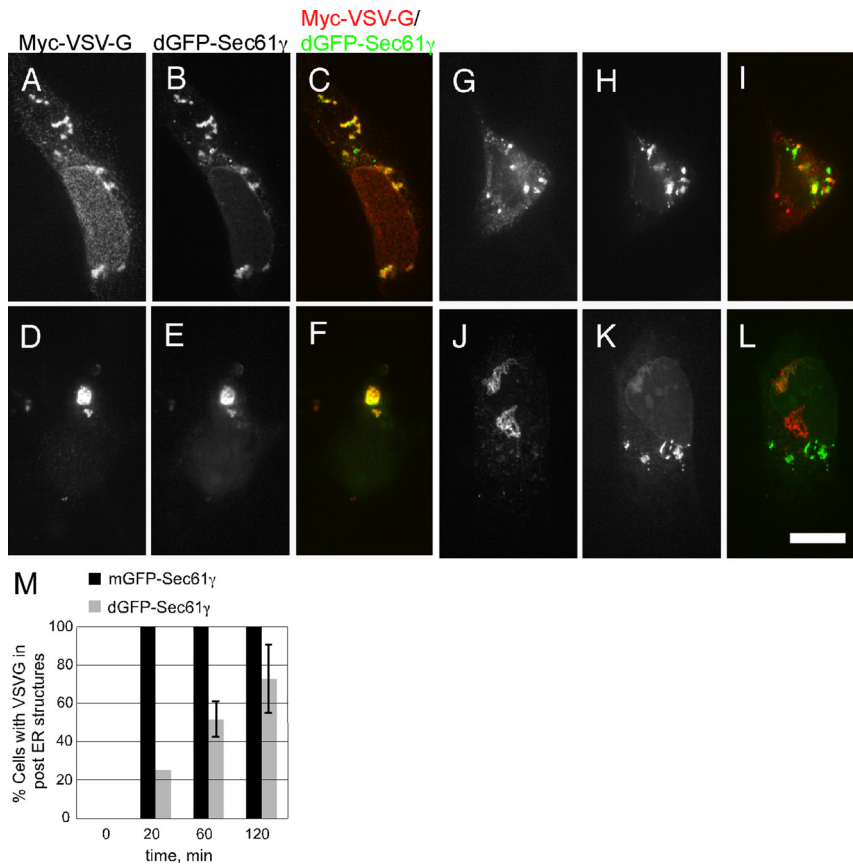 Myc-VSV-G/
Myc-VSV-G dGFP-Sec61γ dGFP-Sec61γ
A B C G H I
D E F J K L
M
mGFP-Sec61γ
dGFP-Sec61γ
% Cells with VSVG in
post ER structures
100
80
60
40
20
0
0 20 60 120
time, min